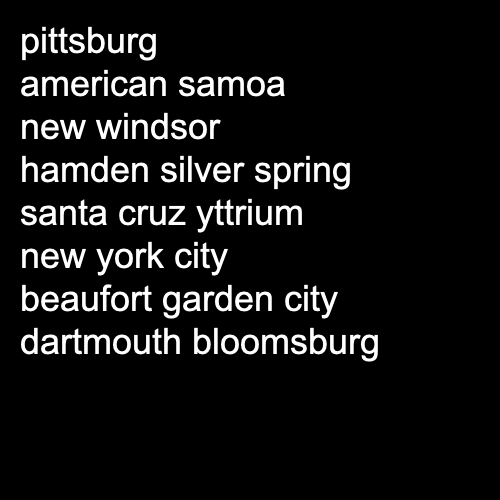 pittsburg
american samoa
new windsor
hamden silver spring
santa cruz yttrium
new york city
beaufort garden city
dartmouth bloomsburg